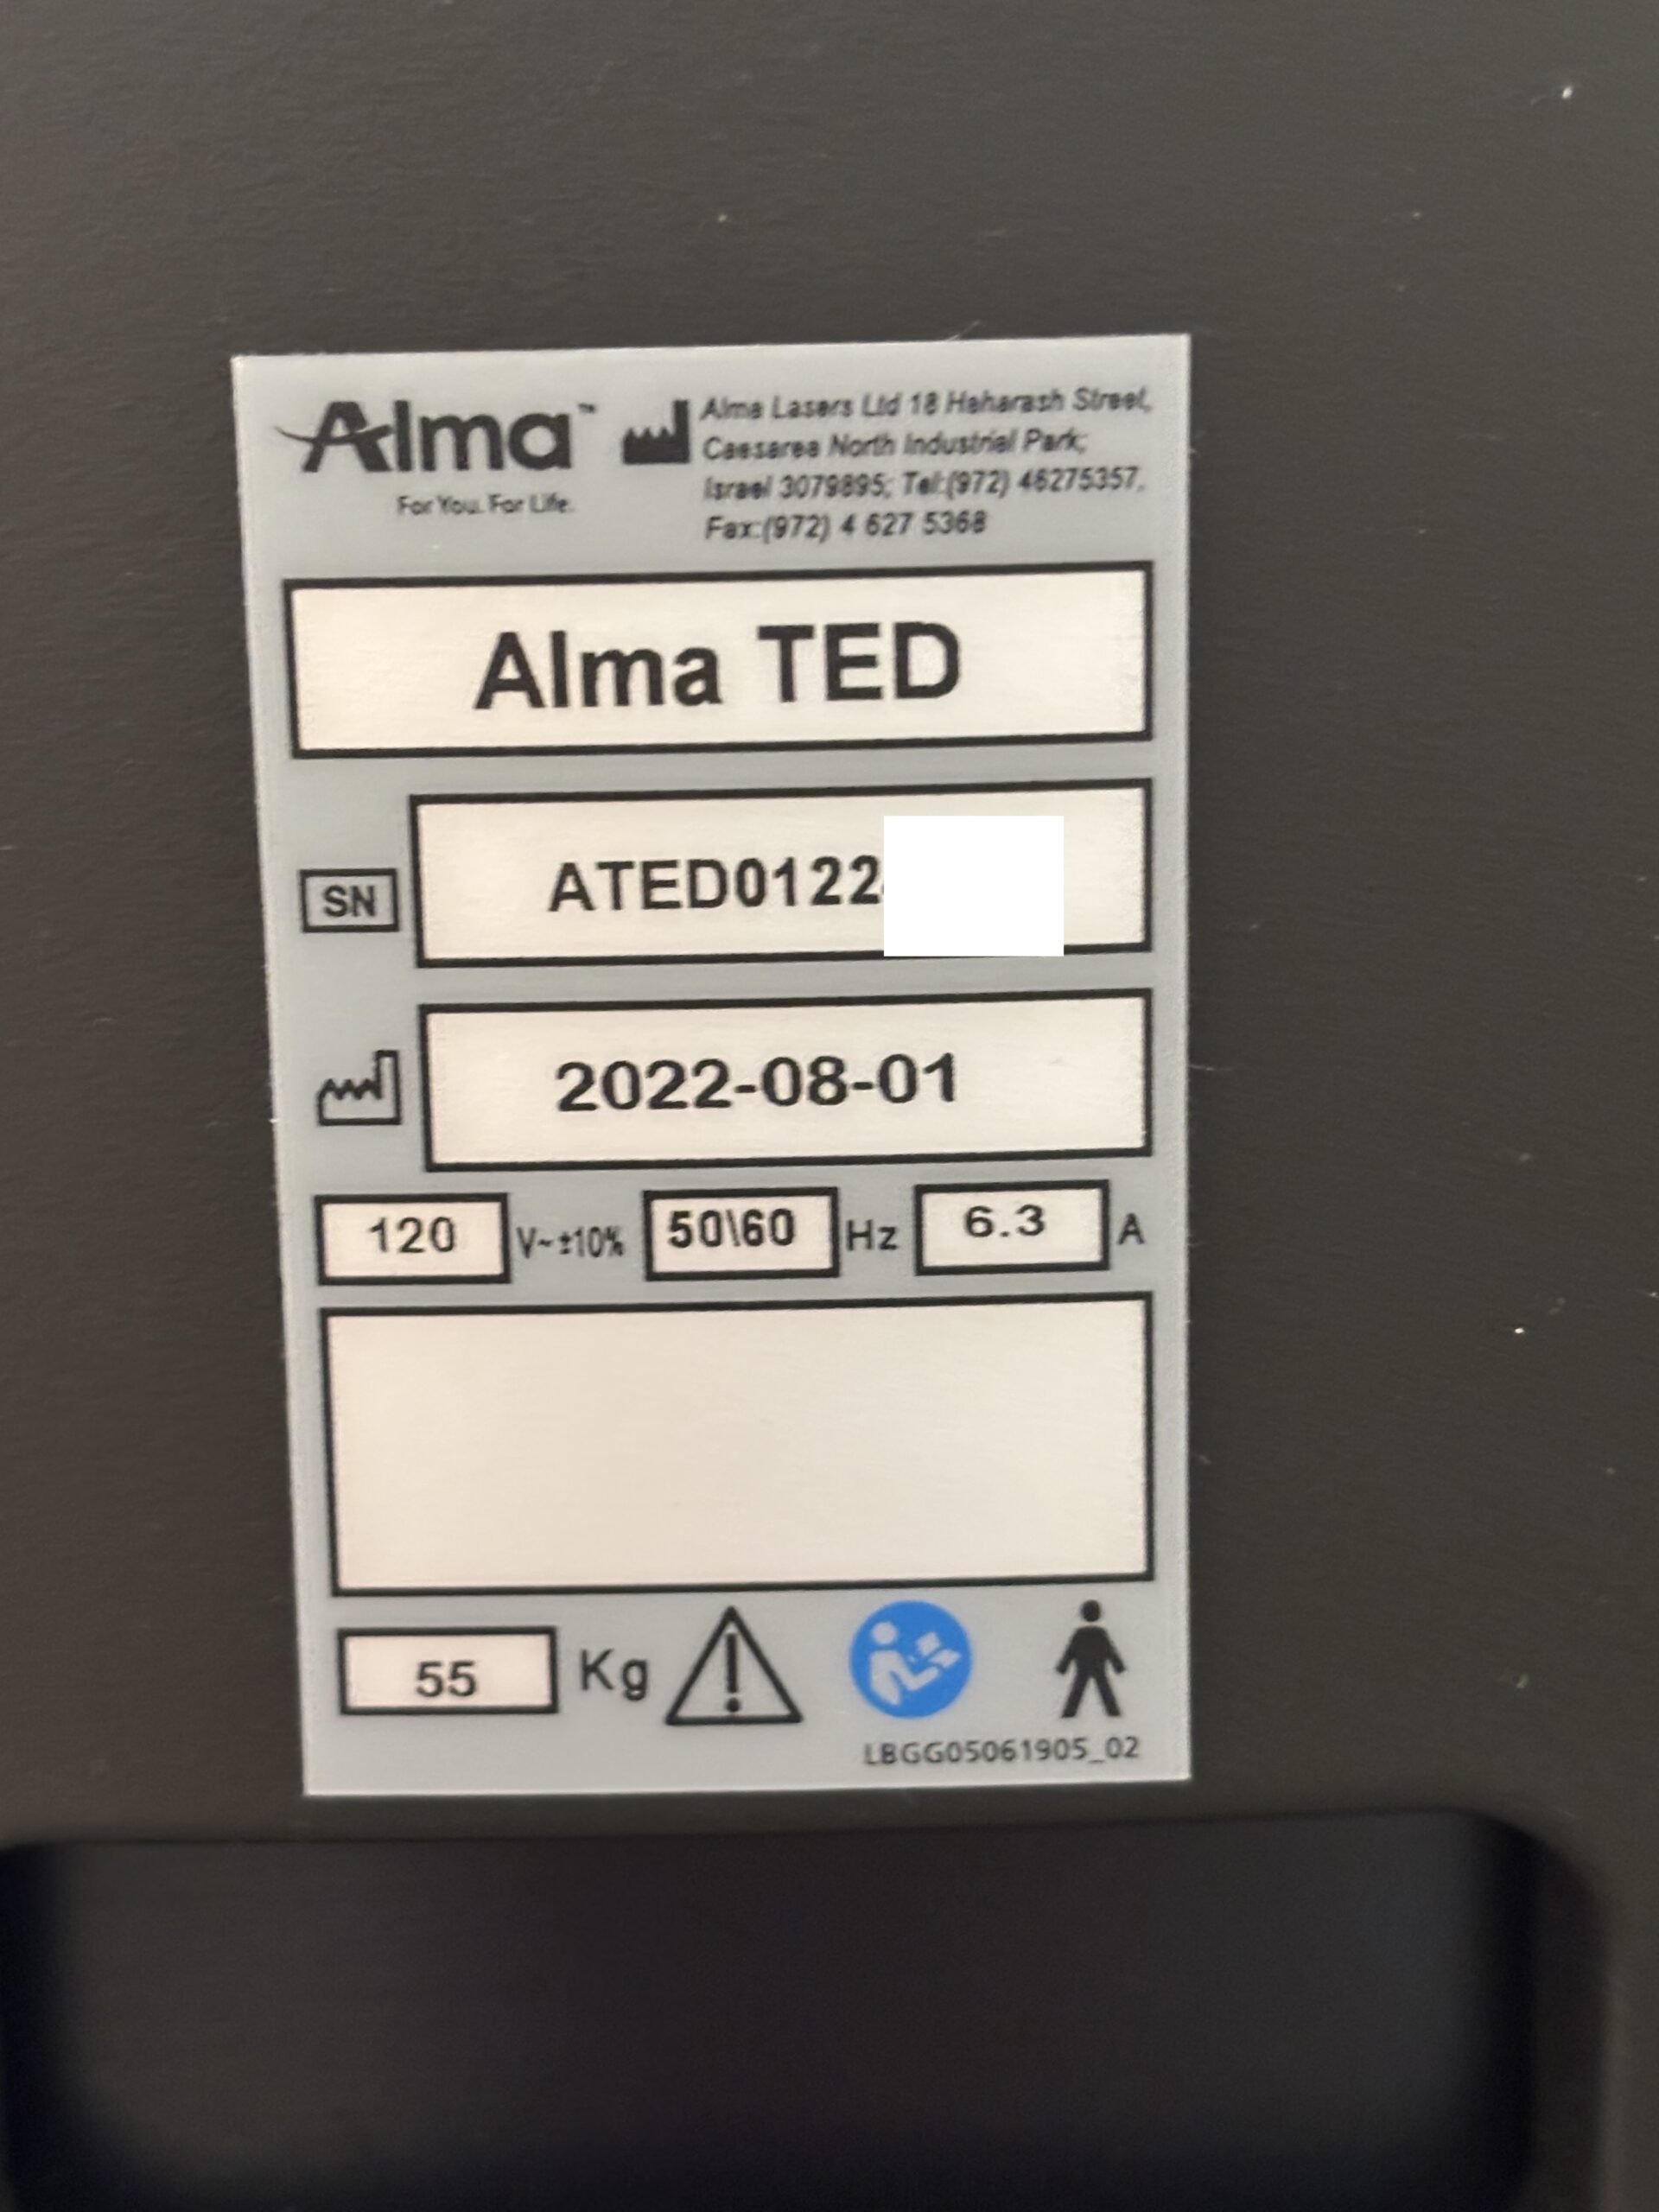 Alma™
For You. For Life.
Alma Lasers Ltd 18 Haharash Street,
Caesarea North Industrial Park;
Israel 3079895; Tel:(972) 46275357,
Fax:(972) 4 627 5368
Alma TED
SN ATED0122
2022-08-01
120 V~ ±10% 50\60 Hz 6.3 A
55 Kg
LBGG05061905_02